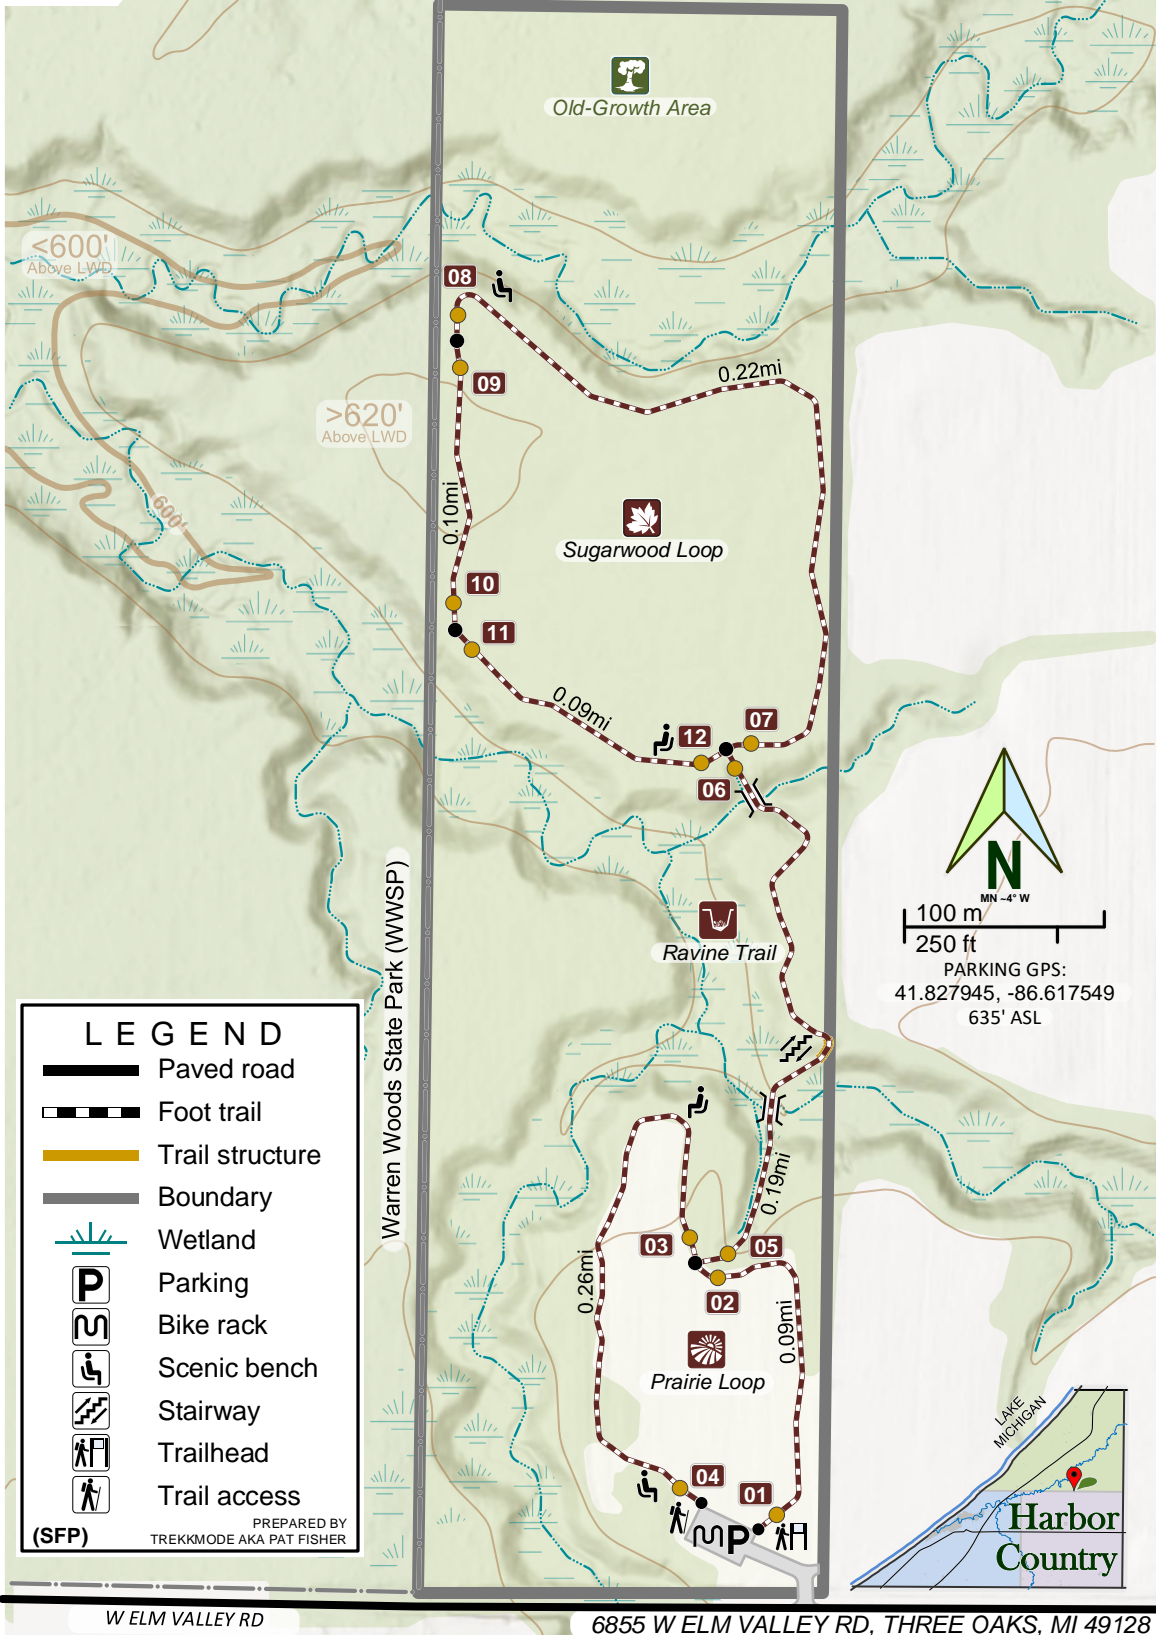 Old-Growth Area
<600'
Above LWD
08
09
0.22mi
>620'
Above LWD
600'
0.10mi
Sugarwood Loop
10
11
0.09mi
12
07
06
N
MN ~4° W
100 m
250 ft
PARKING GPS:
41.827945, -86.617549
635' ASL
Ravine Trail
Warren Woods State Park (WWSP)
LEGEND
Paved road
Foot trail
Trail structure
Boundary
Wetland
P
Parking
Bike rack
Scenic bench
Stairway
Trailhead
Trail access
(SFP)
PREPARED BY
TREKKMODE AKA PAT FISHER
0.19mi
03
05
02
0.26mi
0.09mi
Prairie Loop
04
01
P
LAKE
MICHIGAN
Harbor
Country
W ELM VALLEY RD
6855 W ELM VALLEY RD, THREE OAKS, MI 49128